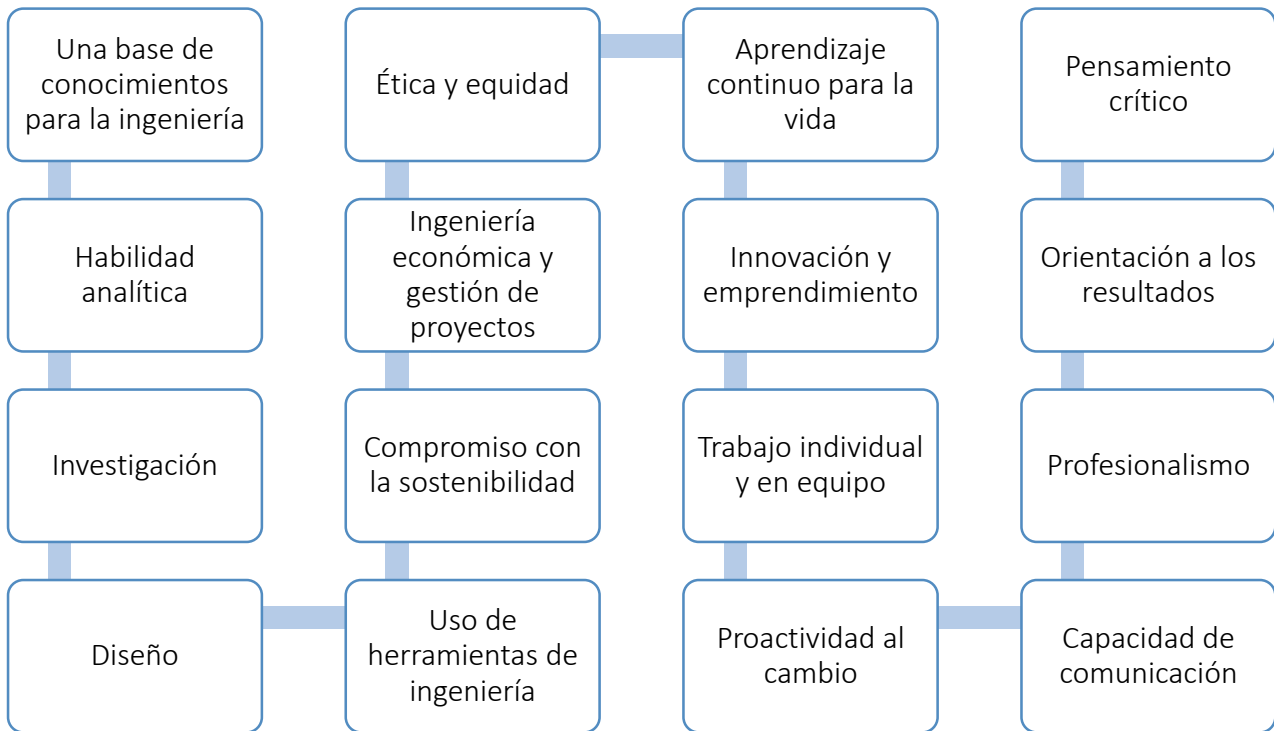 Una base de
conocimientos
para la ingeniería
Habilidad
analítica
Investigación
Diseño
Uso de
herramientas de
ingeniería
Compromiso con
la sostenibilidad
Ingeniería
económica y
gestión de
proyectos
Ética y equidad
Aprendizaje
continuo para la
vida
Innovación y
emprendimiento
Trabajo individual
y en equipo
Proactividad al
cambio
Capacidad de
comunicación
Profesionalismo
Orientación a los
resultados
Pensamiento
crítico